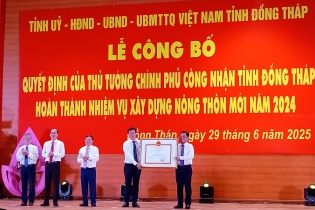 TỈNH UỶ - HĐND - UBND - UBMTTQ VIỆT NAM TỈNH ĐỒNG THÁP
LỄ CÔNG BỐ
QUYẾT ĐỊNH CỦA THỦ TƯỚNG CHÍNH PHỦ CÔNG NHẬN TỈNH ĐỒNG THÁP
HOÀN THÀNH NHIỆM VỤ XÂY DỰNG NÔNG THÔN MỚI NĂM 2024
Tháp, ngày 29 tháng 6 năm 2025